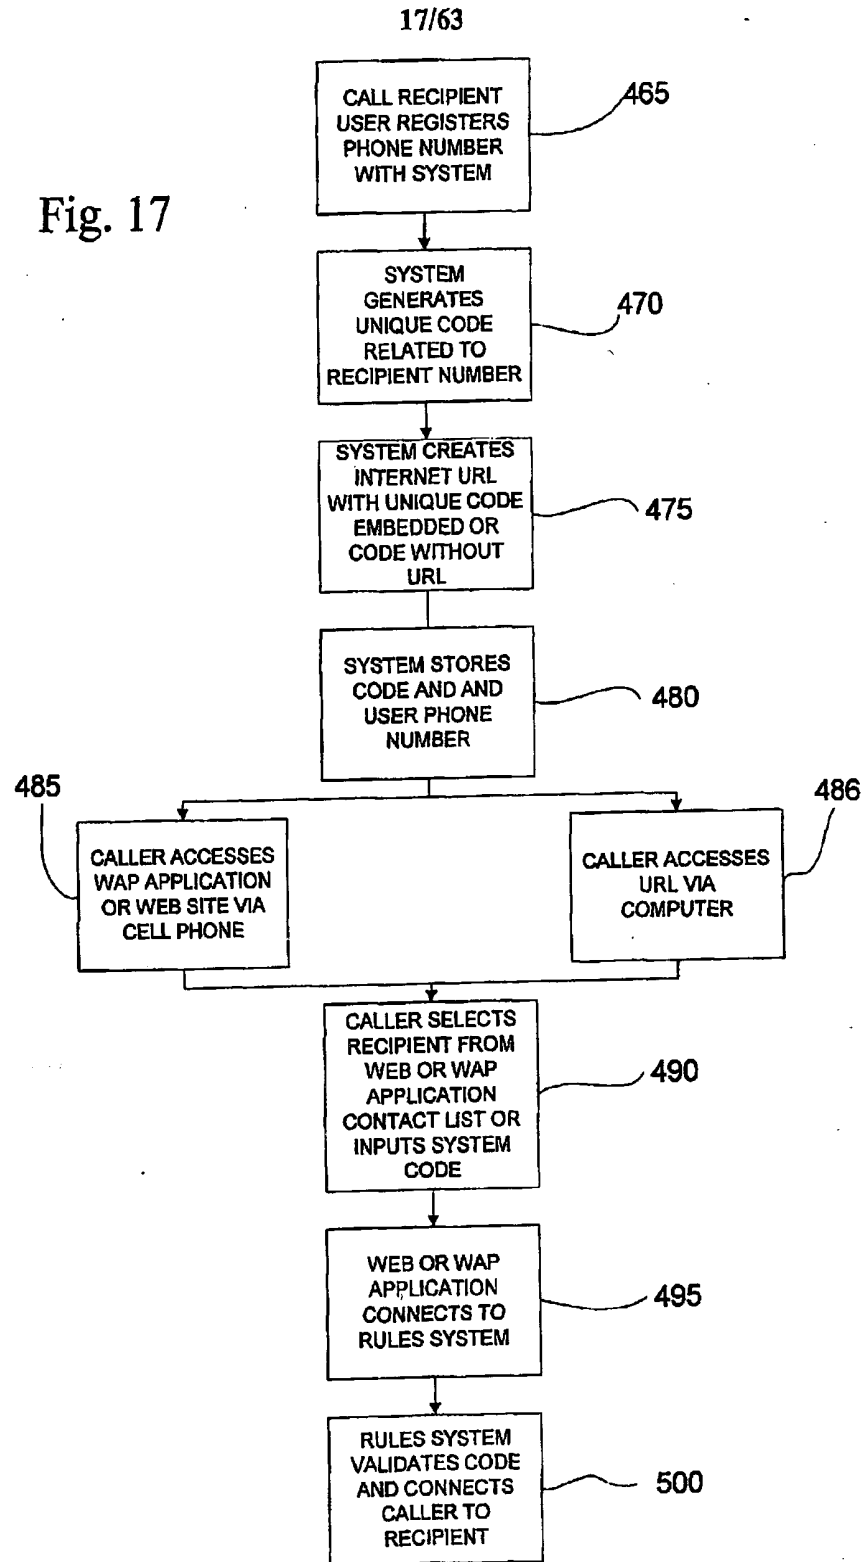 17/63
Fig. 17
CALL RECIPIENT
USER REGISTERS
PHONE NUMBER
WITH SYSTEM
465
SYSTEM
GENERATES
UNIQUE CODE
RELATED TO
RECIPIENT NUMBER
470
SYSTEM CREATES
INTERNET URL
WITH UNIQUE CODE
EMBEDDED OR
CODE WITHOUT
URL
475
SYSTEM STORES
CODE AND AND
USER PHONE
NUMBER
480
485
CALLER ACCESSES
WAP APPLICATION
OR WEB SITE VIA
CELL PHONE
486
CALLER ACCESSES
URL VIA
COMPUTER
CALLER SELECTS
RECIPIENT FROM
WEB OR WAP
APPLICATION
CONTACT LIST OR
INPUTS SYSTEM
CODE
490
WEB OR WAP
APPLICATION
CONNECTS TO
RULES SYSTEM
495
RULES SYSTEM
VALIDATES CODE
AND CONNECTS
CALLER TO
RECIPIENT
500